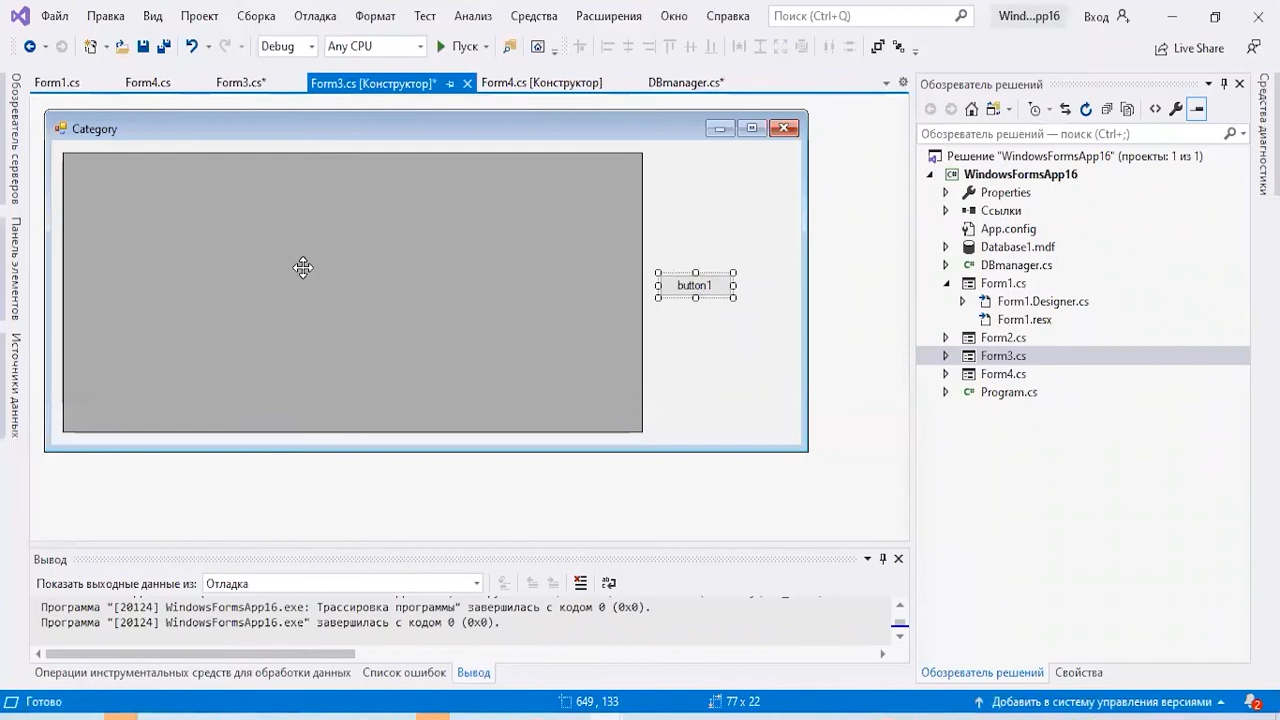 Файл Правка Вид Проект Сборка Отладка Формат Тест Анализ Средства Расширения Окно Справка Поиск (Ctrl+Q) Wind...pp16 Вход
Debug Any CPU Пуск Live Share
Form1.cs Form4.cs Form3.cs* Form3.cs [Конструктор]* Form4.cs [Конструктор] DBmanager.cs*
Обозреватель серверов
Панель элементов
Источники данных
Category
button1
Обозреватель решений
Обозреватель решений — поиск (Ctrl+;)
Решение "WindowsFormsApp16" (проекты: 1 из 1)
WindowsFormsApp16
Properties
Ссылки
App.config
Database1.mdf
DBmanager.cs
Form1.cs
Form1.Designer.cs
Form1.resx
Form2.cs
Form3.cs
Form4.cs
Program.cs
Средства диагностики
Вывод
Показать выходные данные из: Отладка
Программа "[20124] WindowsFormsApp16.exe: Трассировка программы" завершилась с кодом 0 (0x0).
Программа "[20124] WindowsFormsApp16.exe" завершилась с кодом 0 (0x0).
Операции инструментальных средств для обработки данных Список ошибок Вывод
Обозреватель решений Свойства
Готово 649, 133 77 x 22 Добавить в систему управления версиями 2